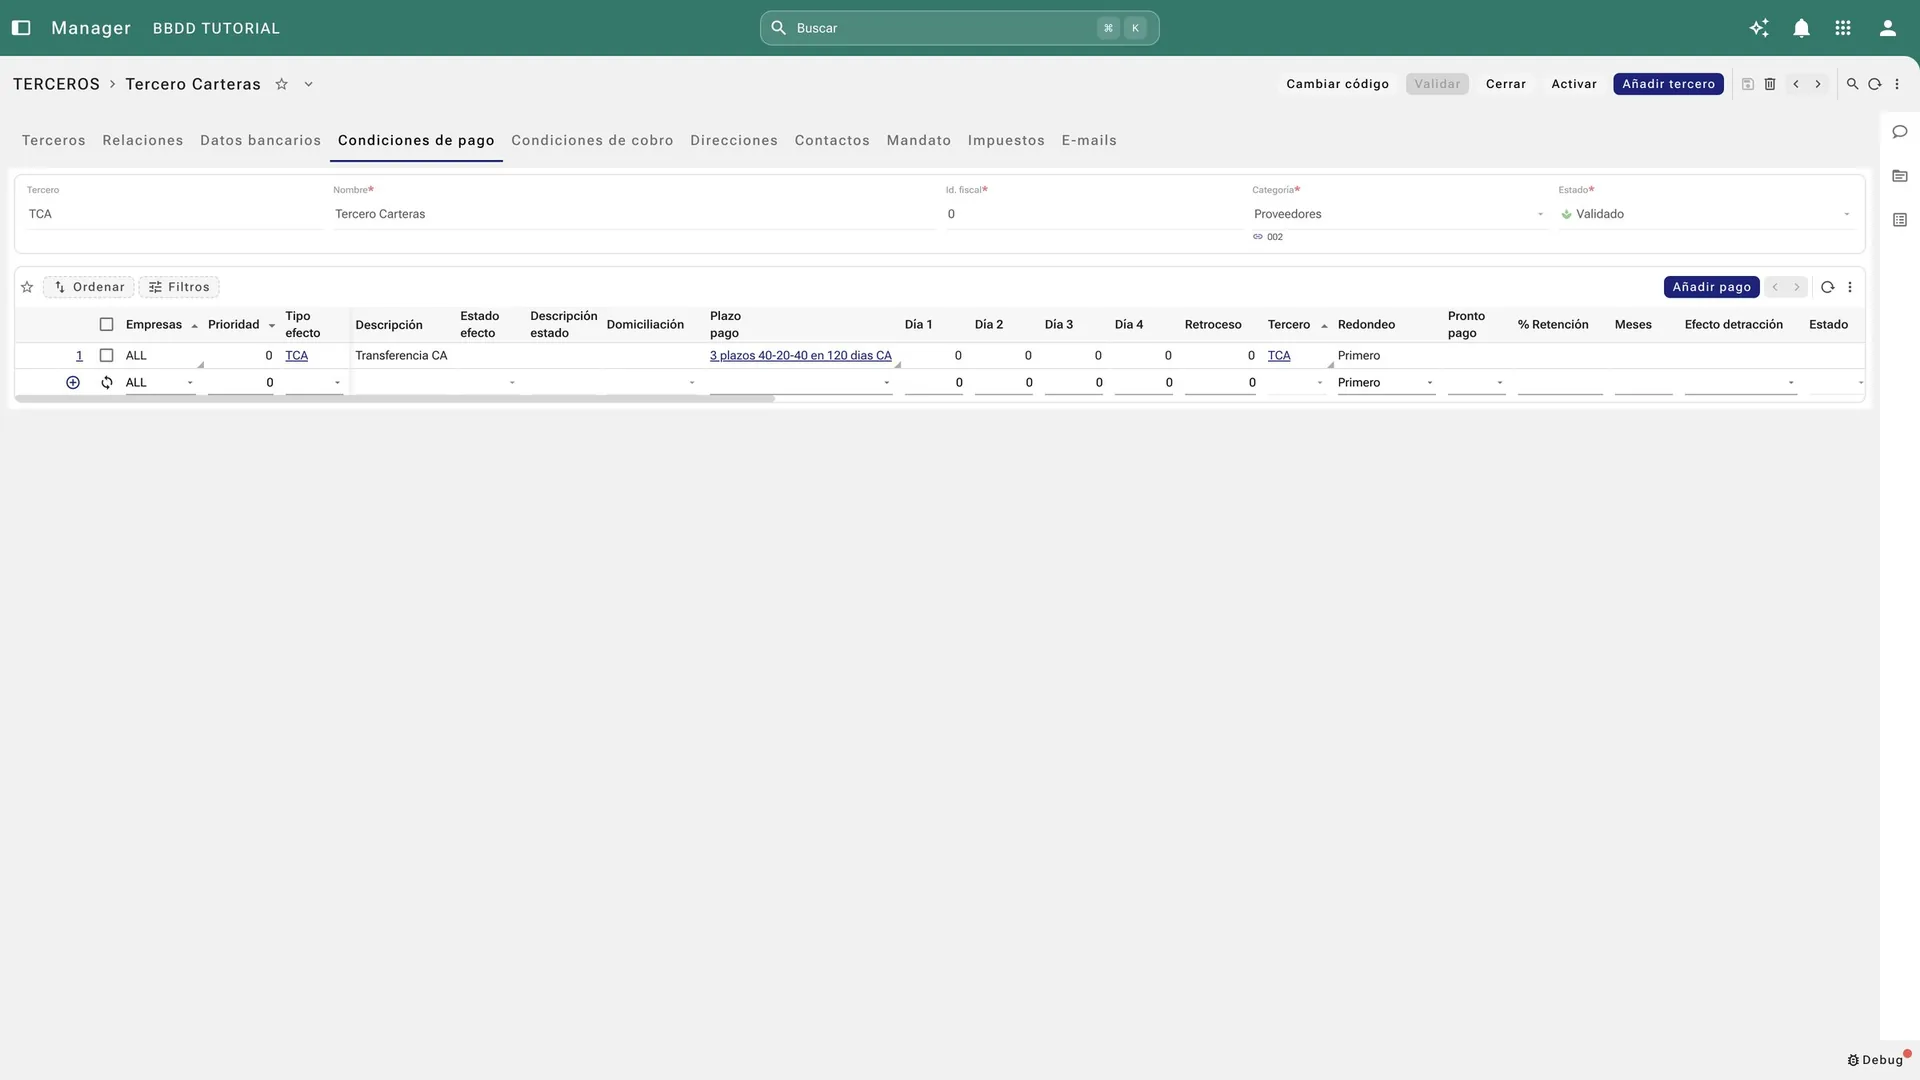 Manager BBDD TUTORIAL Buscar ⌘ K
TERCEROS > Tercero Carteras Cambiar código Validar Cerrar Activar Añadir tercero
Terceros Relaciones Datos bancarios Condiciones de pago Condiciones de cobro Direcciones Contactos Mandato Impuestos E-mails
Tercero Nombre* Id. fiscal* Categoría* Estado*
TCA Tercero Carteras 0 Proveedores Validado
002
Ordenar Filtros Añadir pago
Empresas Prioridad Tipo efecto Descripción Estado efecto Descripción estado Domiciliación Plazo pago Día 1 Día 2 Día 3 Día 4 Retroceso Tercero Redondeo Pronto pago % Retención Meses Efecto detracción Estado
1 ALL 0 TCA Transferencia CA 3 plazos 40-20-40 en 120 dias CA 0 0 0 0 0 TCA Primero
ALL 0 0 0 0 0 0 Primero
Debug